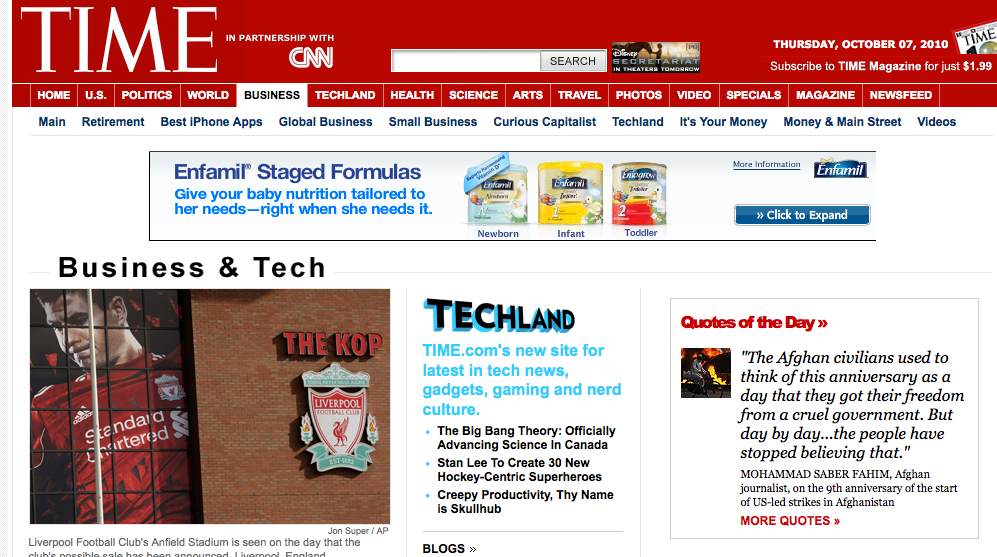 TIME
IN PARTNERSHIP WITH
CNN
SEARCH
DISNEY
SECRETARIAT
IN THEATERS TOMORROW
PG
THURSDAY, OCTOBER 07, 2010
Subscribe to TIME Magazine for just $1.99
TIME
HOME U.S. POLITICS WORLD BUSINESS TECHLAND HEALTH SCIENCE ARTS TRAVEL PHOTOS VIDEO SPECIALS MAGAZINE NEWSFEED
Main Retirement Best iPhone Apps Global Business Small Business Curious Capitalist Techland It's Your Money Money & Main Street Videos
Enfamil® Staged Formulas
Give your baby nutrition tailored to
her needs—right when she needs it.
Vitamin D*
Enfamil
Newborn
Enfamil
Infant
1
Enfagrow
Toddler
2
Newborn Infant Toddler
More Information
Enfamil
» Click to Expand
Business & Tech
Standard
Chartered
THE KOP
YOU'LL NEVER WALK ALONE
LIVERPOOL
FOOTBALL CLUB
EST·1892
Jon Super / AP
Liverpool Football Club's Anfield Stadium is seen on the day that the
club's possible sale has been announced, Liverpool, England
TECHLAND
TIME.com's new site for
latest in tech news,
gadgets, gaming and nerd
culture.
• The Big Bang Theory: Officially
Advancing Science In Canada
• Stan Lee To Create 30 New
Hockey-Centric Superheroes
• Creepy Productivity, Thy Name
is Skullhub
BLOGS »
Quotes of the Day »
"The Afghan civilians used to
think of this anniversary as a
day that they got their freedom
from a cruel government. But
day by day...the people have
stopped believing that."
MOHAMMAD SABER FAHIM, Afghan
journalist, on the 9th anniversary of the start
of US-led strikes in Afghanistan
MORE QUOTES »